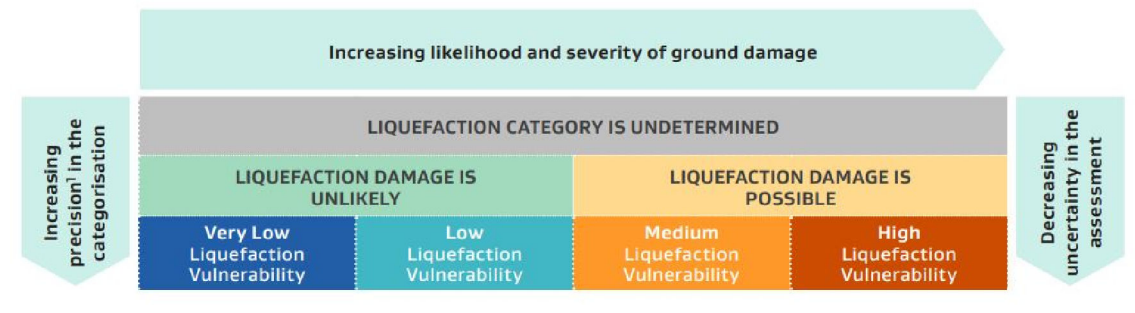 Increasing likelihood and severity of ground damage
Increasing
precision¹ in the
categorisation
LIQUEFACTION CATEGORY IS UNDETERMINED
LIQUEFACTION DAMAGE IS
UNLIKELY
LIQUEFACTION DAMAGE IS
POSSIBLE
Very Low
Liquefaction
Vulnerability
Low
Liquefaction
Vulnerability
Medium
Liquefaction
Vulnerability
High
Liquefaction
Vulnerability
Decreasing
uncertainty in the
assessment